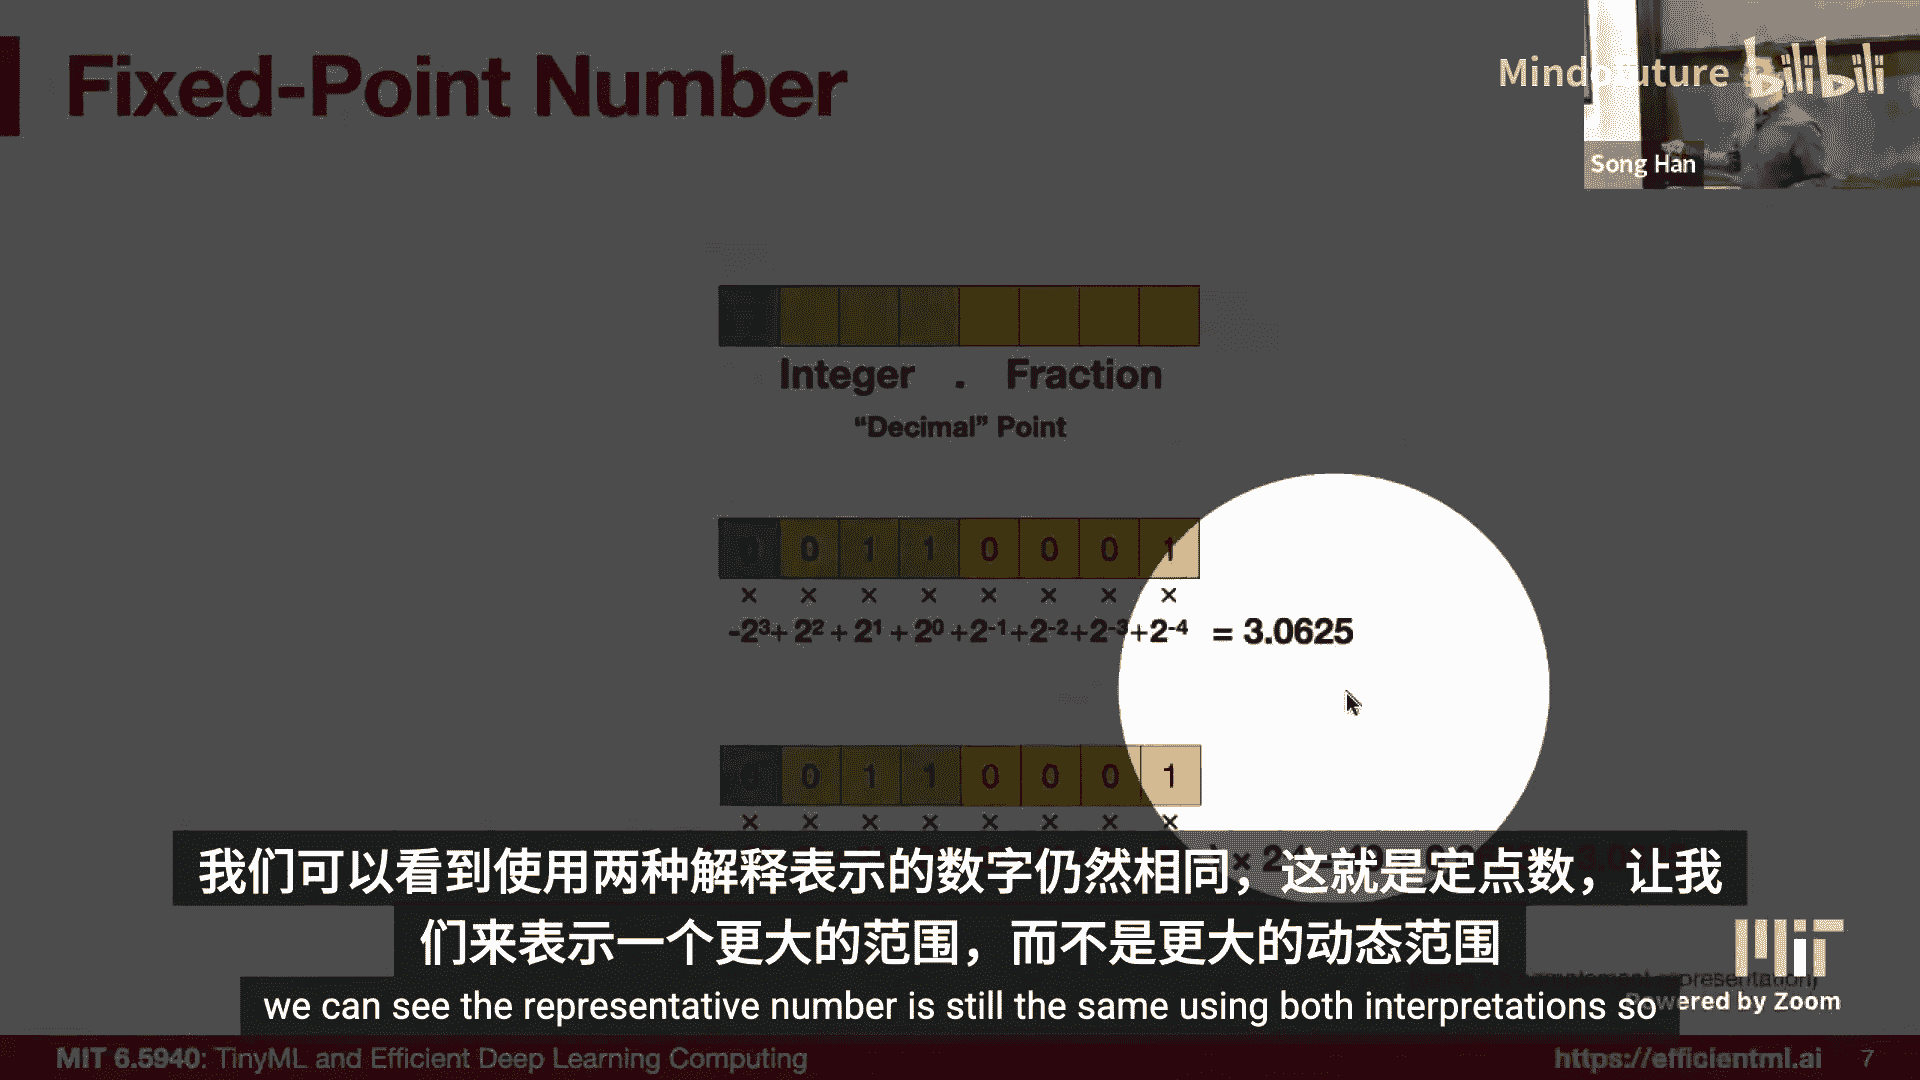 Fixed-Point Number
Mindofuture bilibili
Song Han
Integer . Fraction
“Decimal” Point
0 0 1 1 0 0 0 1
× × × × × × × ×
-2³+ 2² + 2¹ + 2⁰ +2⁻¹+2⁻²+2⁻³+2⁻⁴ = 3.0625
0 0 1 1 0 0 0 1
× × × × × × × ×
我们可以看到使用两种解释表示的数字仍然相同，这就是定点数，让我
们来表示一个更大的范围，而不是更大的动态范围
we can see the representative number is still the same using both interpretations so
MIT
Powered by Zoom
MIT 6.5940: TinyML and Efficient Deep Learning Computing
https://efficientml.ai
7